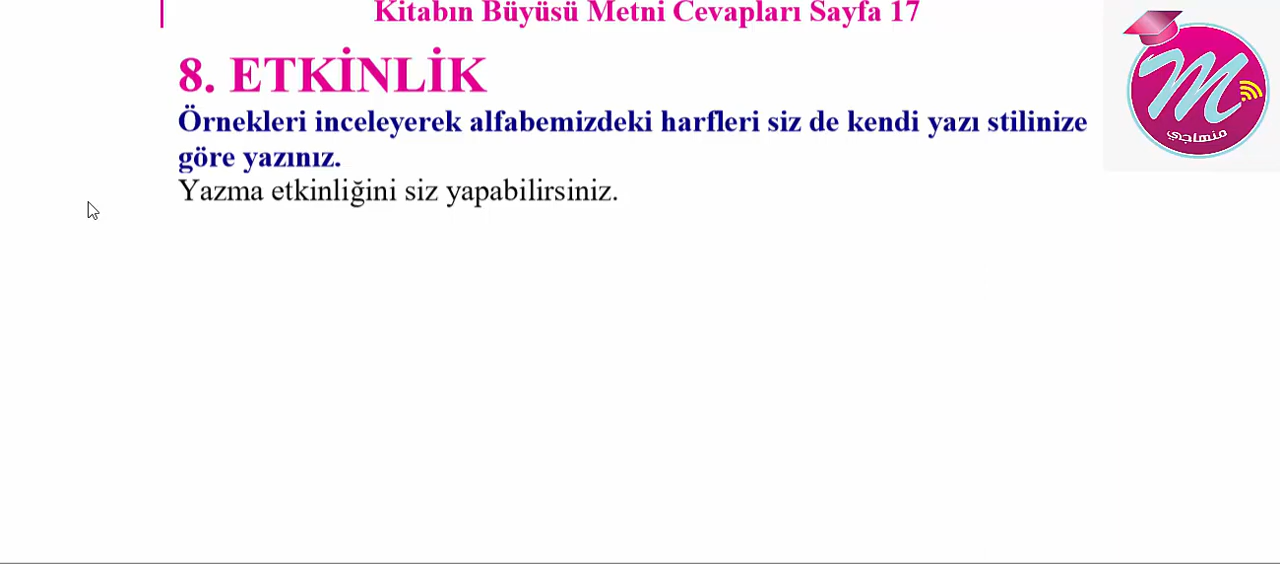 Kitabın Büyüsü Metni Cevapları Sayfa 17
8. ETKİNLİK
Örnekleri inceleyerek alfabemizdeki harfleri siz de kendi yazı stilinize
göre yazınız.
Yazma etkinliğini siz yapabilirsiniz.
M
منهاجي